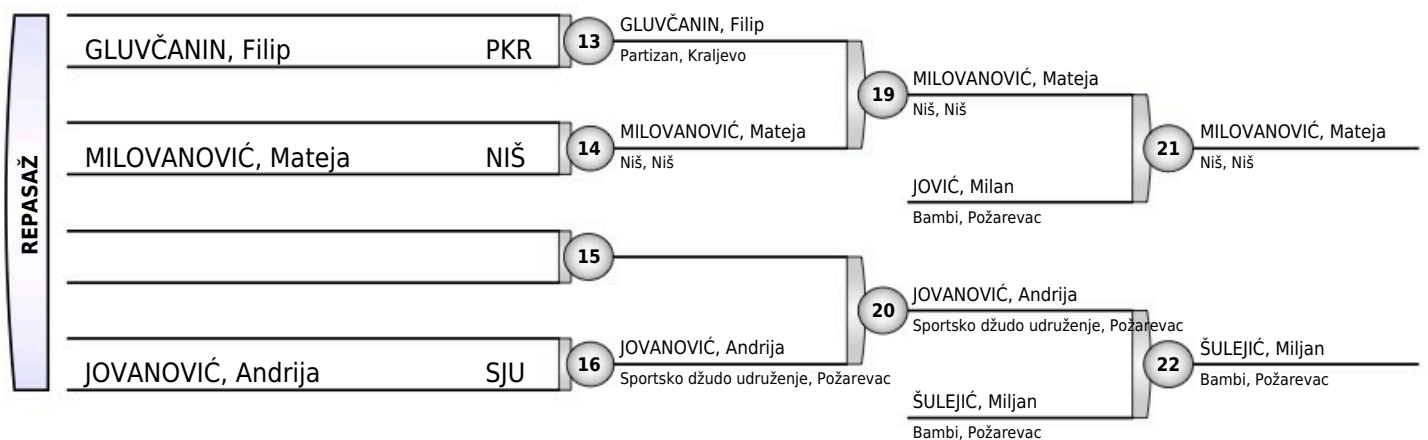 REPASAŽ
GLUVČANIN, Filip PKR
MILOVANOVIĆ, Mateja NIŠ
JOVANOVIĆ, Andrija SJU
13
GLUVČANIN, Filip
Partizan, Kraljevo
14
MILOVANOVIĆ, Mateja
Niš, Niš
15
16
JOVANOVIĆ, Andrija
Sportsko džudo udruženje, Požarevac
19
MILOVANOVIĆ, Mateja
Niš, Niš
JOVIĆ, Milan
Bambi, Požarevac
20
JOVANOVIĆ, Andrija
Sportsko džudo udruženje, Požarevac
ŠULEJIĆ, Miljan
Bambi, Požarevac
21
MILOVANOVIĆ, Mateja
Niš, Niš
22
ŠULEJIĆ, Miljan
Bambi, Požarevac